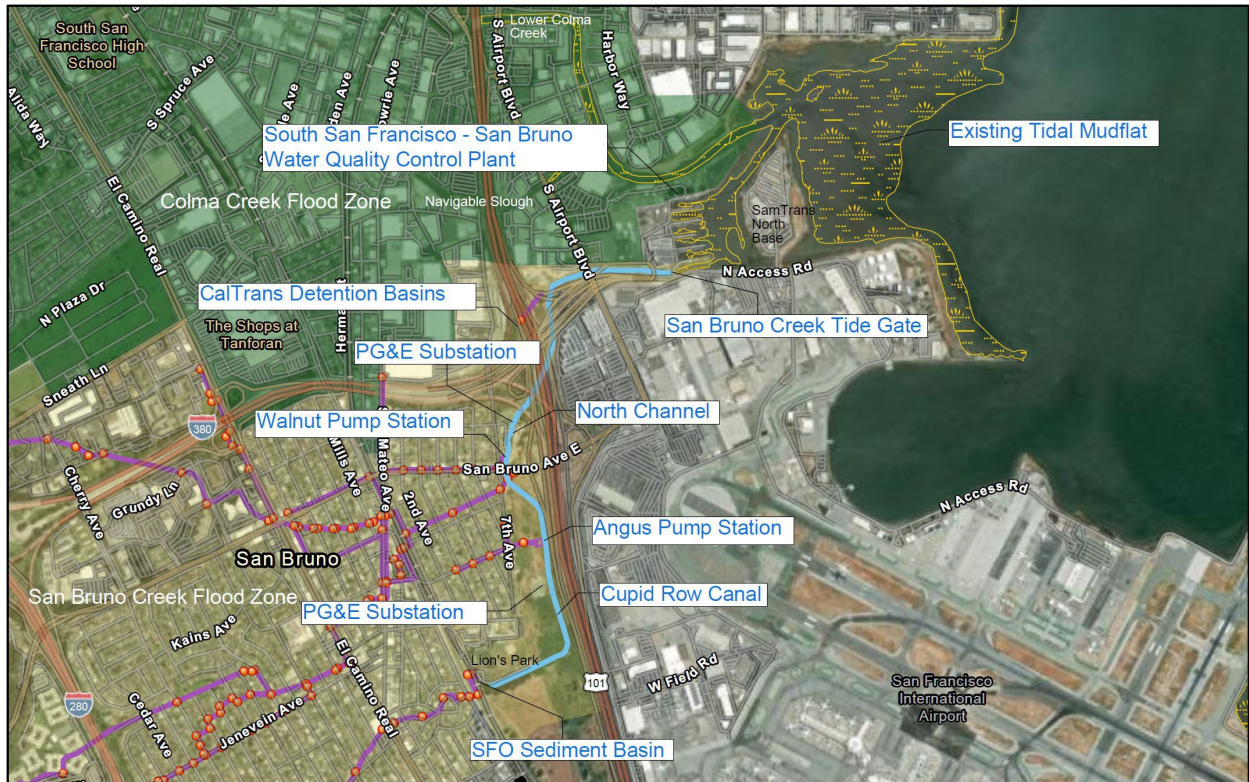 South San
Francisco High
School
Lower Colma
Creek
S Airport Blvd
Harbor Way
S Spruce Ave
Alida Way
South San Francisco - San Bruno
Water Quality Control Plant
Existing Tidal Mudflat
El Camino Real
Colma Creek Flood Zone
Navigable Slough
S Airport Blvd
SamTrans
North
Base
N Access Rd
N Plaza Dr
CalTrans Detention Basins
San Bruno Creek Tide Gate
The Shops at
Tanforan
PG&E Substation
Sneath Ln
380
Walnut Pump Station
North Channel
Mills Ave
San Bruno Ave E
Cherry Ave
Grundy Ln
2nd Ave
7th Ave
N Access Rd
Angus Pump Station
San Bruno
San Bruno Creek Flood Zone
PG&E Substation
Cupid Row Canal
Kains Ave
El Camino Real
Lion's Park
W Field Rd
101
280
Cedar Ave
Jenevein Ave
San Francisco
International
Airport
SFO Sediment Basin